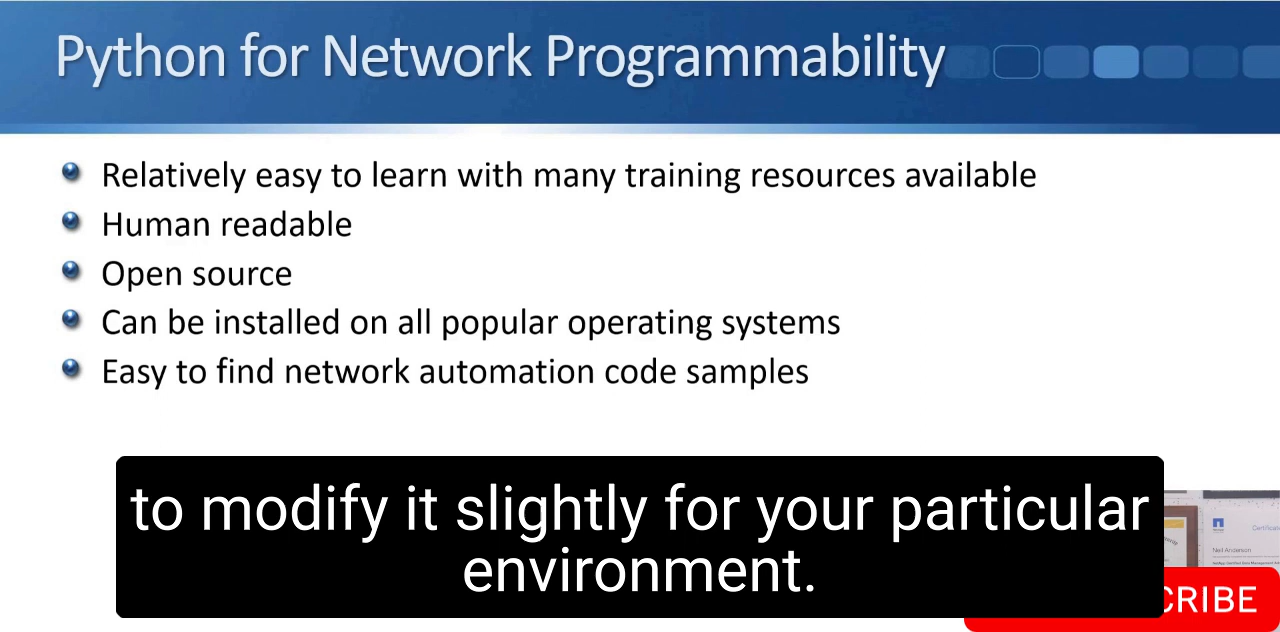 Python for Network Programmability
Relatively easy to learn with many training resources available
Human readable
Open source
Can be installed on all popular operating systems
Easy to find network automation code samples
to modify it slightly for your particular
environment.
Neil Anderson
CRIBE